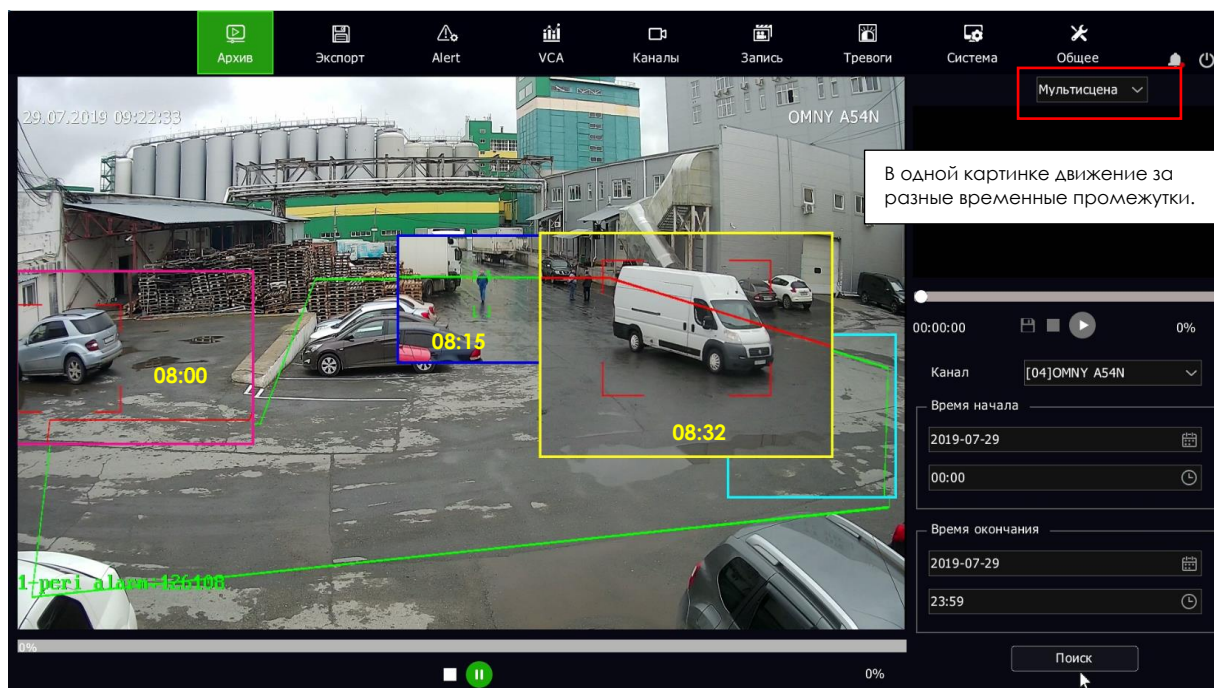 Архив
Экспорт
Alert
VCA
Каналы
Запись
Тревоги
Система
Общее
Мультисцена
29.07.2019 09:22:33
OMNY A54N
В одной картинке движение за
разные временные промежутки.
08:15
08:00
08:32
1-peri alarm:126108
0%
0%
00:00:00
0%
Канал
[04]OMNY A54N
Время начала
2019-07-29
00:00
Время окончания
2019-07-29
23:59
Поиск